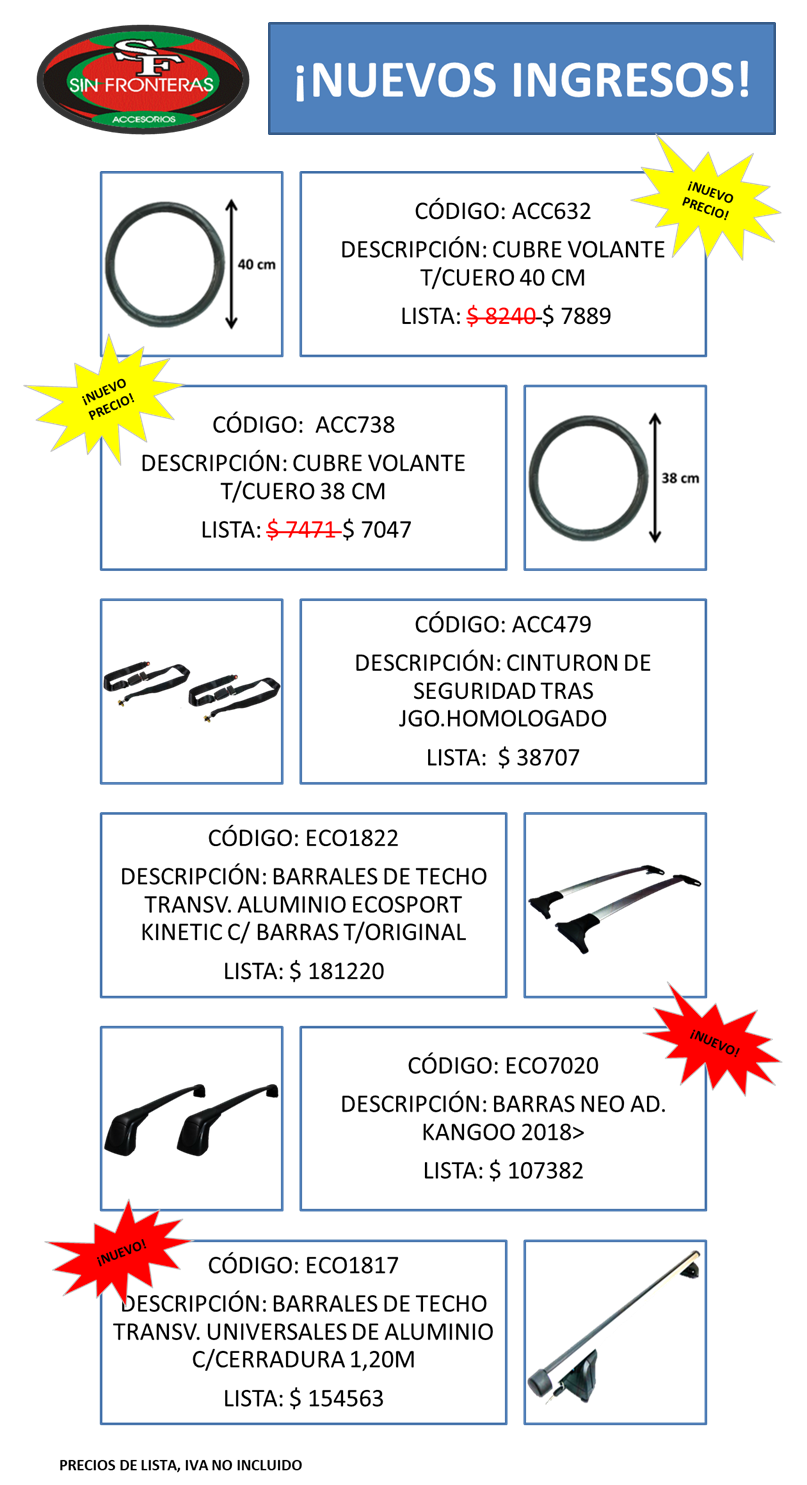 SF
SIN FRONTERAS
ACCESORIOS
¡NUEVOS INGRESOS!
¡NUEVO
PRECIO!
40 cm
CÓDIGO: ACC632
DESCRIPCIÓN: CUBRE VOLANTE
T/CUERO 40 CM
LISTA: $ 8240 $ 7889
¡NUEVO
PRECIO!
CÓDIGO: ACC738
DESCRIPCIÓN: CUBRE VOLANTE
T/CUERO 38 CM
LISTA: $ 7471 $ 7047
38 cm
CÓDIGO: ACC479
DESCRIPCIÓN: CINTURON DE
SEGURIDAD TRAS
JGO.HOMOLOGADO
LISTA: $ 38707
CÓDIGO: ECO1822
DESCRIPCIÓN: BARRALES DE TECHO
TRANSV. ALUMINIO ECOSPORT
KINETIC C/ BARRAS T/ORIGINAL
LISTA: $ 181220
¡NUEVO!
CÓDIGO: ECO7020
DESCRIPCIÓN: BARRAS NEO AD.
KANGOO 2018>
LISTA: $ 107382
¡NUEVO!
CÓDIGO: ECO1817
DESCRIPCIÓN: BARRALES DE TECHO
TRANSV. UNIVERSALES DE ALUMINIO
C/CERRADURA 1,20M
LISTA: $ 154563
PRECIOS DE LISTA, IVA NO INCLUIDO